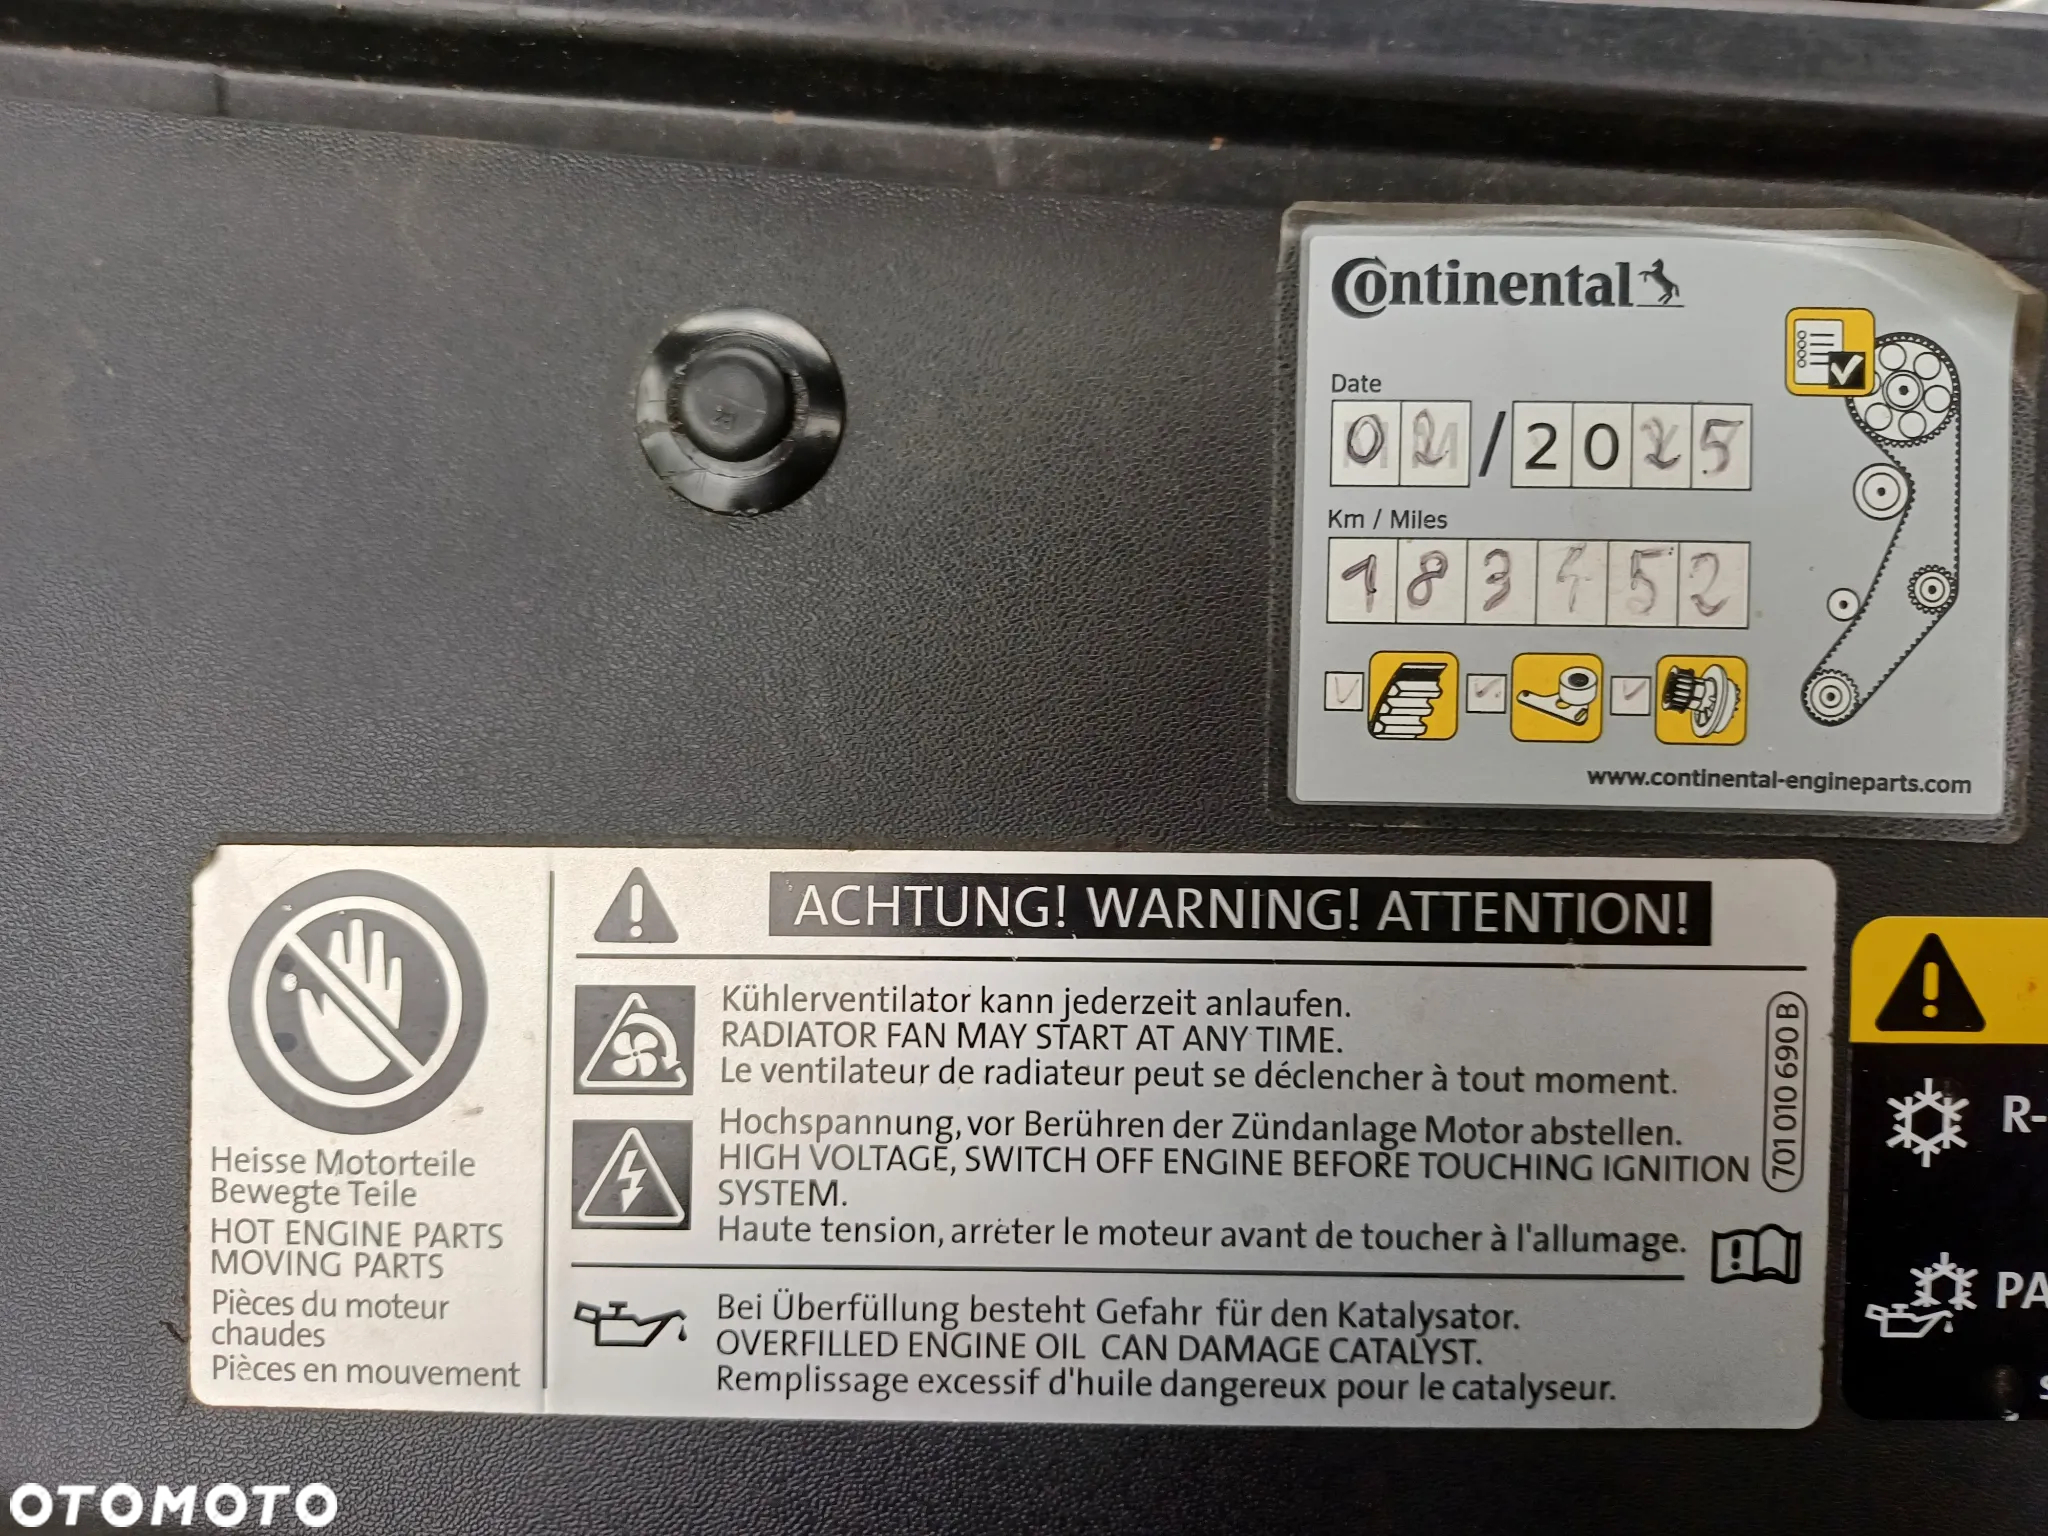 Continental
Date
02/2025
Km / Miles
183452
www.continental-engineparts.com
ACHTUNG! WARNING! ATTENTION!
Kühlerventilator kann jederzeit anlaufen.
RADIATOR FAN MAY START AT ANY TIME.
Le ventilateur de radiateur peut se déclencher à tout moment.
Hochspannung, vor Berühren der Zündanlage Motor abstellen.
HIGH VOLTAGE, SWITCH OFF ENGINE BEFORE TOUCHING IGNITION
SYSTEM.
Haute tension, arrêter le moteur avant de toucher à l'allumage.
Bei Überfüllung besteht Gefahr für den Katalysator.
OVERFILLED ENGINE OIL CAN DAMAGE CATALYST.
Remplissage excessif d'huile dangereux pour le catalyseur.
701 010 690 B
Heisse Motorteile
Bewegte Teile
HOT ENGINE PARTS
MOVING PARTS
Pièces du moteur
chaudes
Pièces en mouvement
R-
PA
OTOMOTO